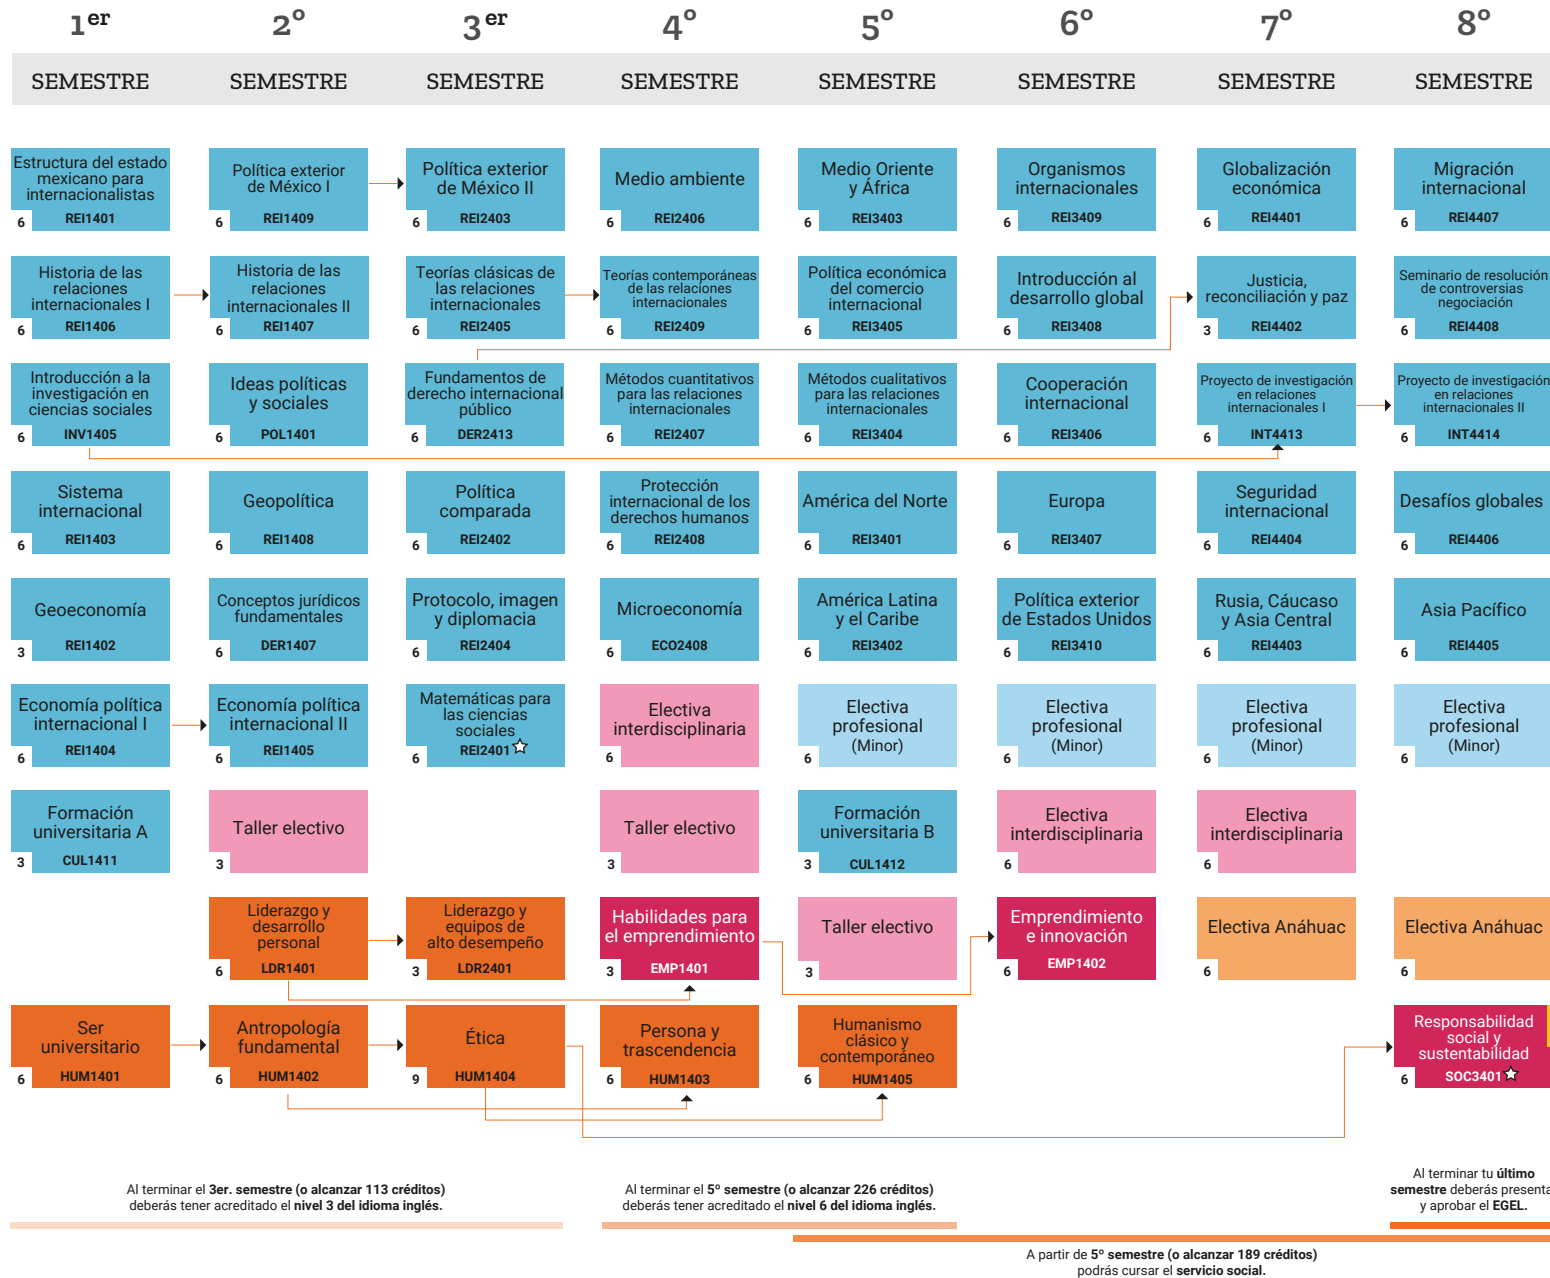 1er 2º 3er 4º 5º 6º 7º 8º
SEMESTRE SEMESTRE SEMESTRE SEMESTRE SEMESTRE SEMESTRE SEMESTRE SEMESTRE
Estructura del estado
mexicano para
internacionalistas
6 REI1401
Política exterior
de México I
6 REI1409
Política exterior
de México II
6 REI2403
Medio ambiente
6 REI2406
Medio Oriente
y África
6 REI3403
Organismos
internacionales
6 REI3409
Globalización
económica
6 REI4401
Migración
internacional
6 REI4407
Historia de las
relaciones
internacionales I
6 REI1406
Historia de las
relaciones
internacionales II
6 REI1407
Teorías clásicas de
las relaciones
internacionales
6 REI2405
Teorías contemporáneas
de las relaciones
internacionales
6 REI2409
Política económica
del comercio
internacional
6 REI3405
Introducción al
desarrollo global
6 REI3408
Justicia,
reconciliación y paz
3 REI4402
Seminario de resolución
de controversias
negociación
6 REI4408
Introducción a la
investigación en
ciencias sociales
6 INV1405
Ideas políticas
y sociales
6 POL1401
Fundamentos de
derecho internacional
público
6 DER2413
Métodos cuantitativos
para las relaciones
internacionales
6 REI2407
Métodos cualitativos
para las relaciones
internacionales
6 REI3404
Cooperación
internacional
6 REI3406
Proyecto de investigación
en relaciones
internacionales I
6 INT4413
Proyecto de investigación
en relaciones
internacionales II
6 INT4414
Sistema
internacional
6 REI1403
Geopolítica
6 REI1408
Política
comparada
6 REI2402
Protección
internacional de los
derechos humanos
6 REI2408
América del Norte
6 REI3401
Europa
6 REI3407
Seguridad
internacional
6 REI4404
Desafíos globales
6 REI4406
Geoeconomía
3 REI1402
Conceptos jurídicos
fundamentales
6 DER1407
Protocolo, imagen
y diplomacia
6 REI2404
Microeconomía
6 ECO2408
América Latina
y el Caribe
6 REI3402
Política exterior
de Estados Unidos
6 REI3410
Rusia, Cáucaso
y Asia Central
6 REI4403
Asia Pacífico
6 REI4405
Economía política
internacional I
6 REI1404
Economía política
internacional II
6 REI1405
Matemáticas para
las ciencias
sociales
6 REI2401
Electiva
interdisciplinaria
6
Electiva
profesional
(Minor)
6
Electiva
profesional
(Minor)
6
Electiva
profesional
(Minor)
6
Electiva
profesional
(Minor)
6
Formación
universitaria A
3 CUL1411
Taller electivo
3
Taller electivo
3
Formación
universitaria B
3 CUL1412
Electiva
interdisciplinaria
6
Electiva
interdisciplinaria
6
Liderazgo y
desarrollo
personal
6 LDR1401
Liderazgo y
equipos de
alto desempeño
3 LDR2401
Habilidades para
el emprendimiento
3 EMP1401
Taller electivo
3
Emprendimiento
e innovación
6 EMP1402
Electiva Anáhuac
6
Electiva Anáhuac
6
Ser
universitario
6 HUM1401
Antropología
fundamental
6 HUM1402
Ética
9 HUM1404
Persona y
trascendencia
6 HUM1403
Humanismo
clásico y
contemporáneo
6 HUM1405
Responsabilidad
social y
sustentabilidad
6 SOC3401
Al terminar el 3er. semestre (o alcanzar 113 créditos)
deberás tener acreditado el nivel 3 del idioma inglés.
Al terminar el 5º semestre (o alcanzar 226 créditos)
deberás tener acreditado el nivel 6 del idioma inglés.
Al terminar tu último
semestre deberás presenta
y aprobar el EGEL.
A partir de 5º semestre (o alcanzar 189 créditos)
podrás cursar el servicio social.